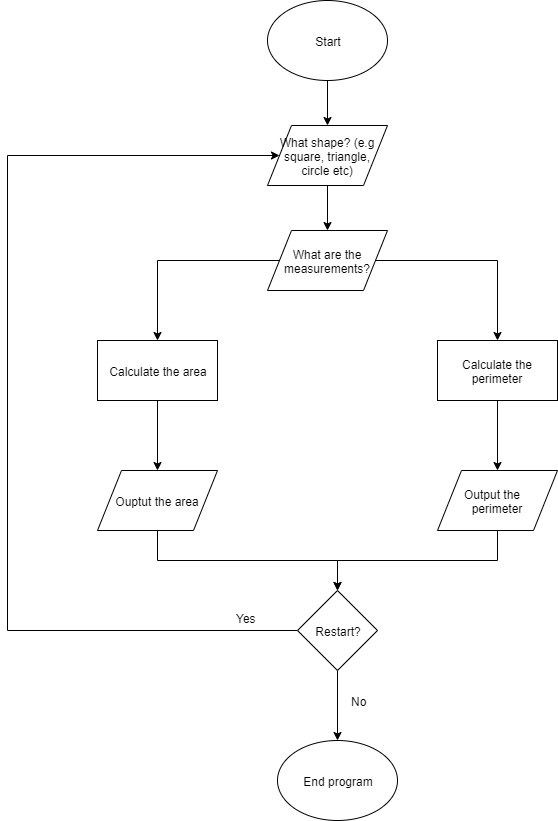 Start
What shape? (e.g
square, triangle,
circle etc)
What are the
measurements?
Calculate the area
Calculate the
perimeter
Ouptut the area
Output the
perimeter
Yes
Restart?
No
End program